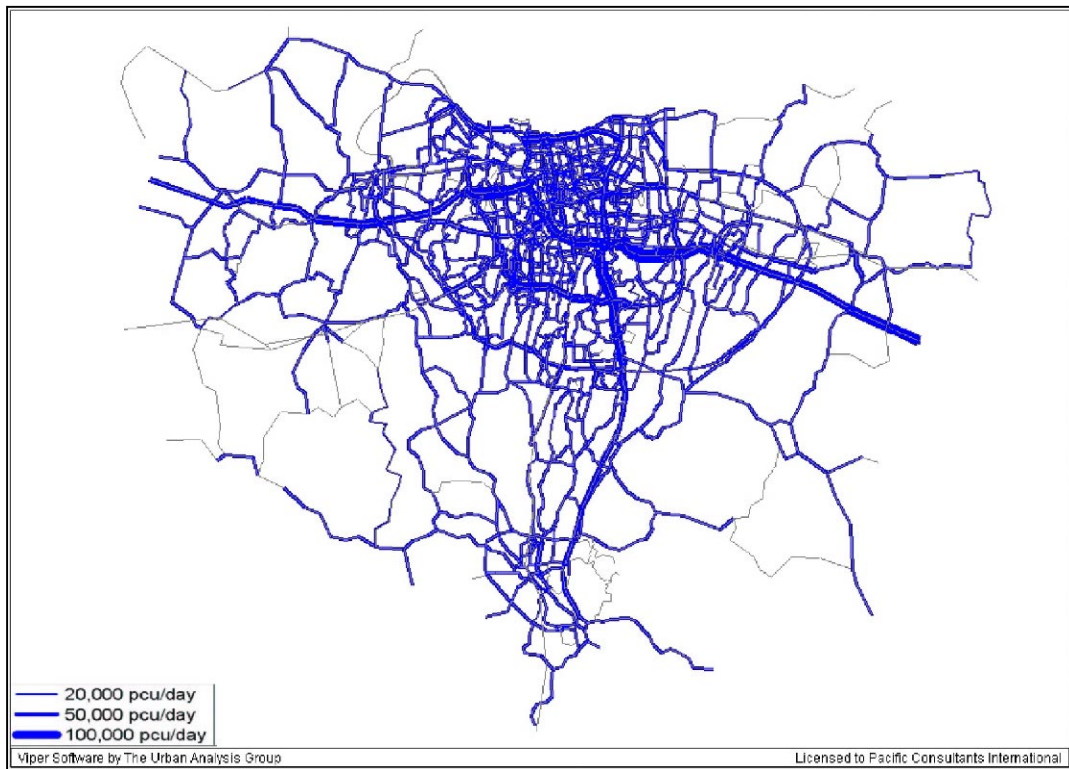 20,000 pcu/day
50,000 pcu/day
100,000 pcu/day
Viper Software by The Urban Analysis Group
Licensed to Pacific Consultants International